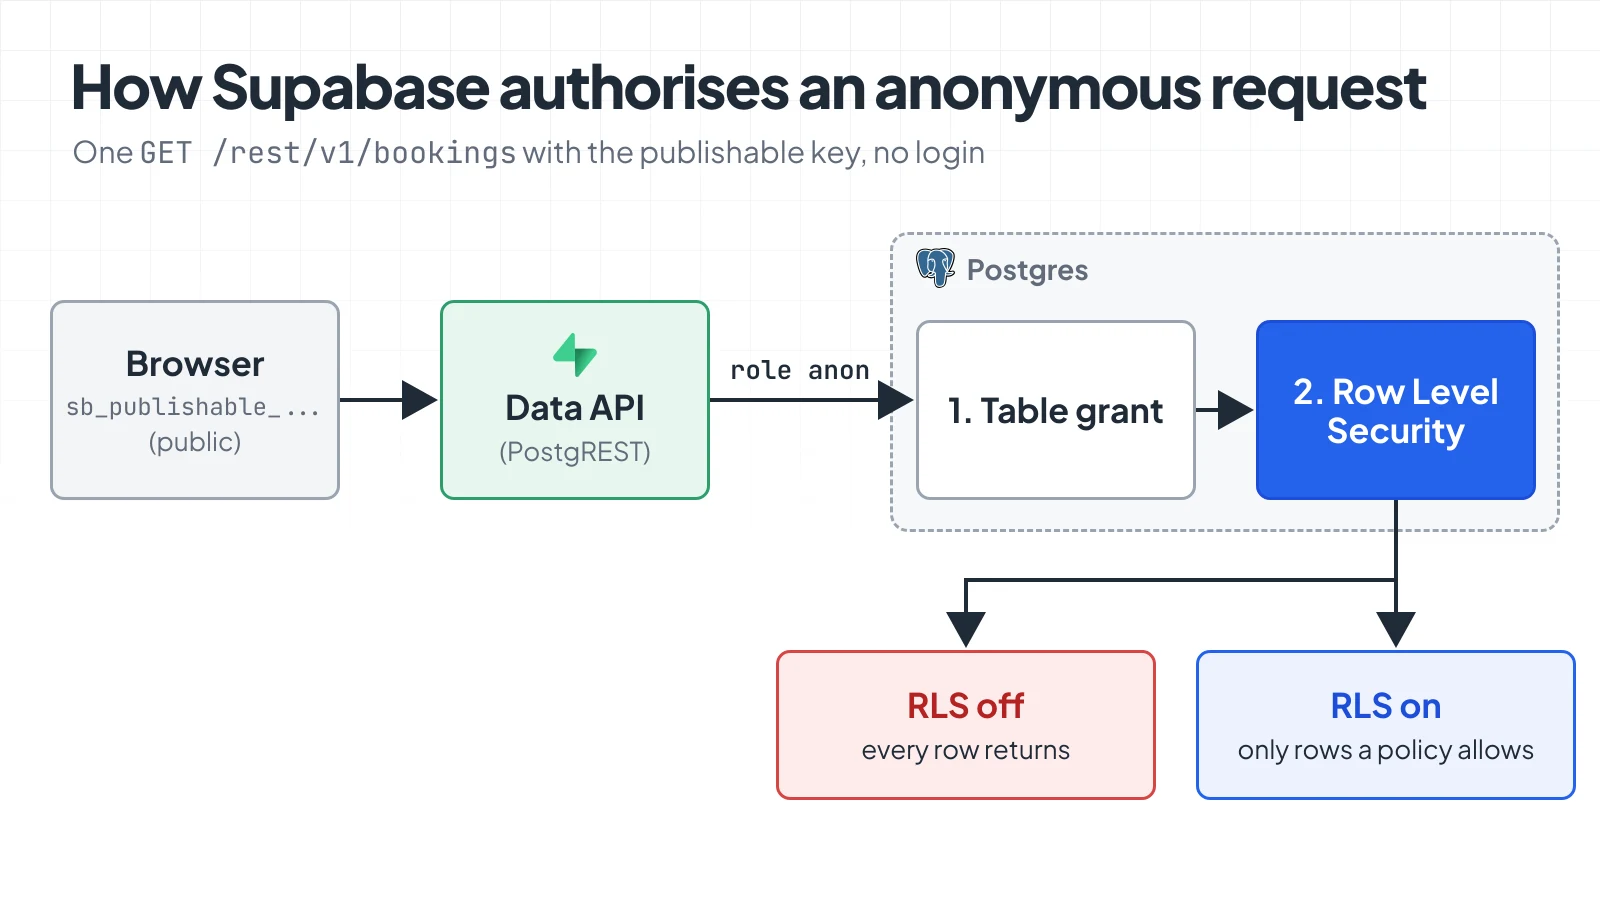 How Supabase authorises an anonymous request
One GET /rest/v1/bookings with the publishable key, no login
Postgres
Browser
sb_publishable_...
(public)
Data API
(PostgREST)
role anon
1. Table grant
2. Row Level
Security
RLS off
every row returns
RLS on
only rows a policy allows